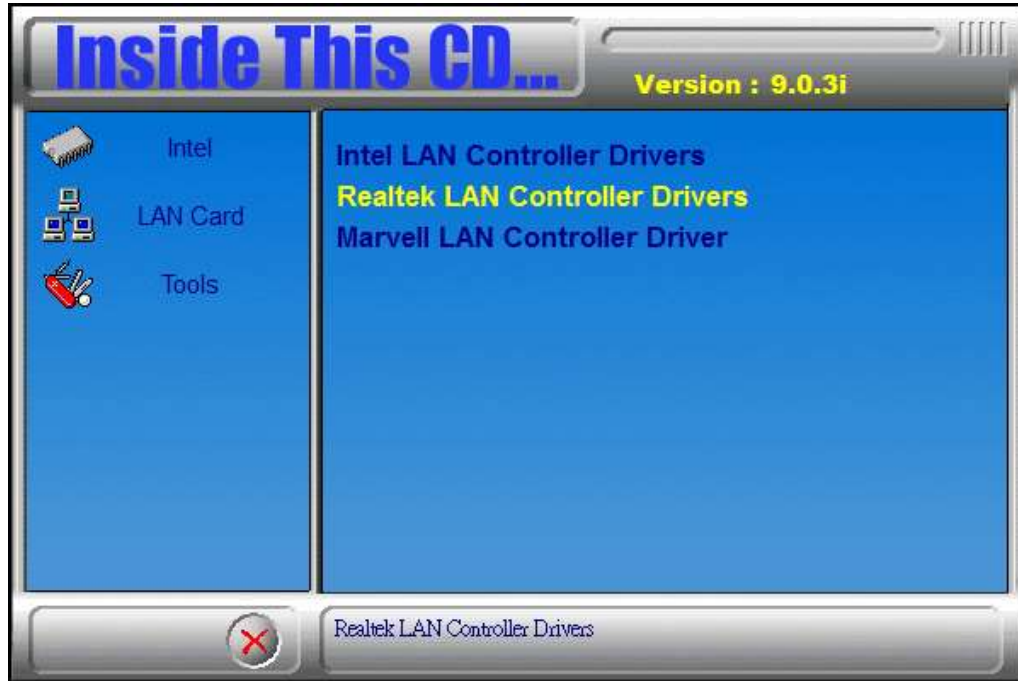 Inside This CD...
Version : 9.0.3i
Intel
LAN Card
Tools
Intel LAN Controller Drivers
Realtek LAN Controller Drivers
Marvell LAN Controller Driver
Realtek LAN Controller Drivers